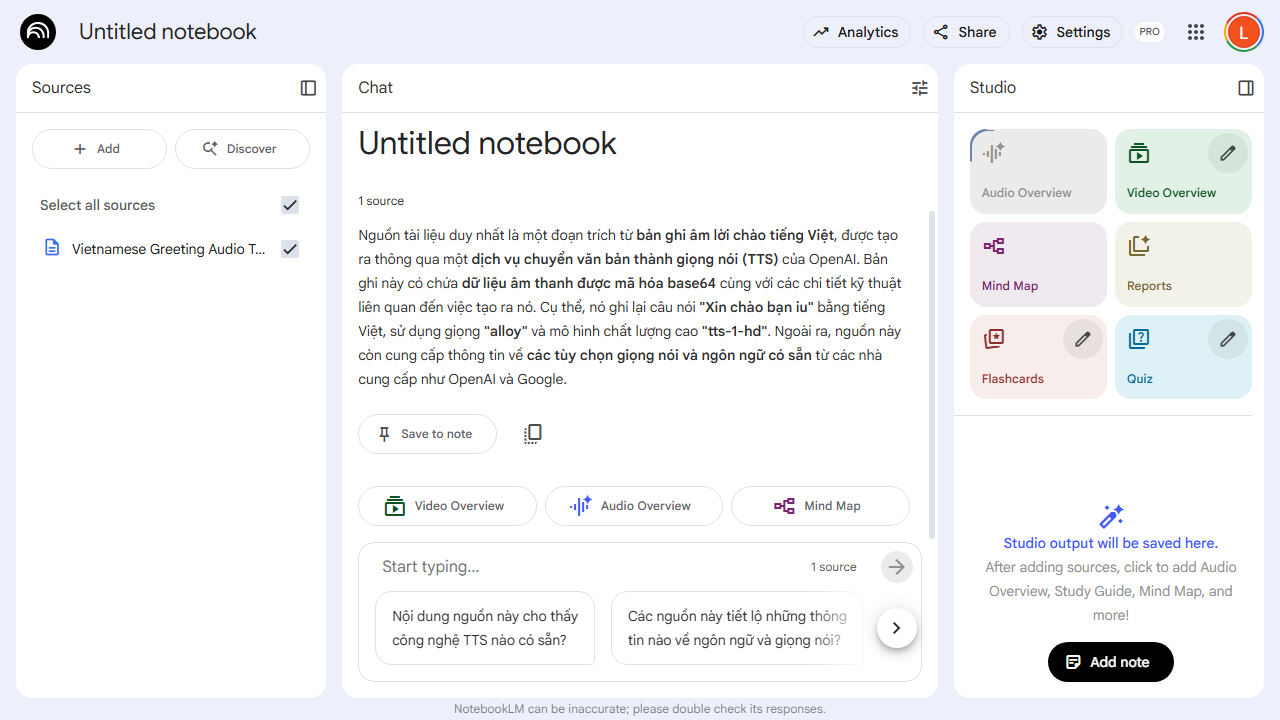 Untitled notebook
Analytics
Share
Settings
PRO
L
Sources
Add
Discover
Select all sources
Vietnamese Greeting Audio T...
Chat
Untitled notebook
1 source
Nguồn tài liệu duy nhất là một đoạn trích từ bản ghi âm lời chào tiếng Việt, được tạo
ra thông qua một dịch vụ chuyển văn bản thành giọng nói (TTS) của OpenAI. Bản
ghi này có chứa dữ liệu âm thanh được mã hóa base64 cùng với các chi tiết kỹ thuật
liên quan đến việc tạo ra nó. Cụ thể, nó ghi lại câu nói "Xin chào bạn iu" bằng tiếng
Việt, sử dụng giọng "alloy" và mô hình chất lượng cao "tts-1-hd". Ngoài ra, nguồn này
còn cung cấp thông tin về các tùy chọn giọng nói và ngôn ngữ có sẵn từ các nhà
cung cấp như OpenAI và Google.
Save to note
Video Overview
Audio Overview
Mind Map
Start typing...
1 source
Nội dung nguồn này cho thấy
công nghệ TTS nào có sẵn?
Các nguồn này tiết lộ những thông
tin nào về ngôn ngữ và giọng nói?
Studio
Audio Overview
Video Overview
Mind Map
Reports
Flashcards
Quiz
Studio output will be saved here.
After adding sources, click to add Audio
Overview, Study Guide, Mind Map, and
more!
Add note
NotebookLM can be inaccurate; please double check its responses.